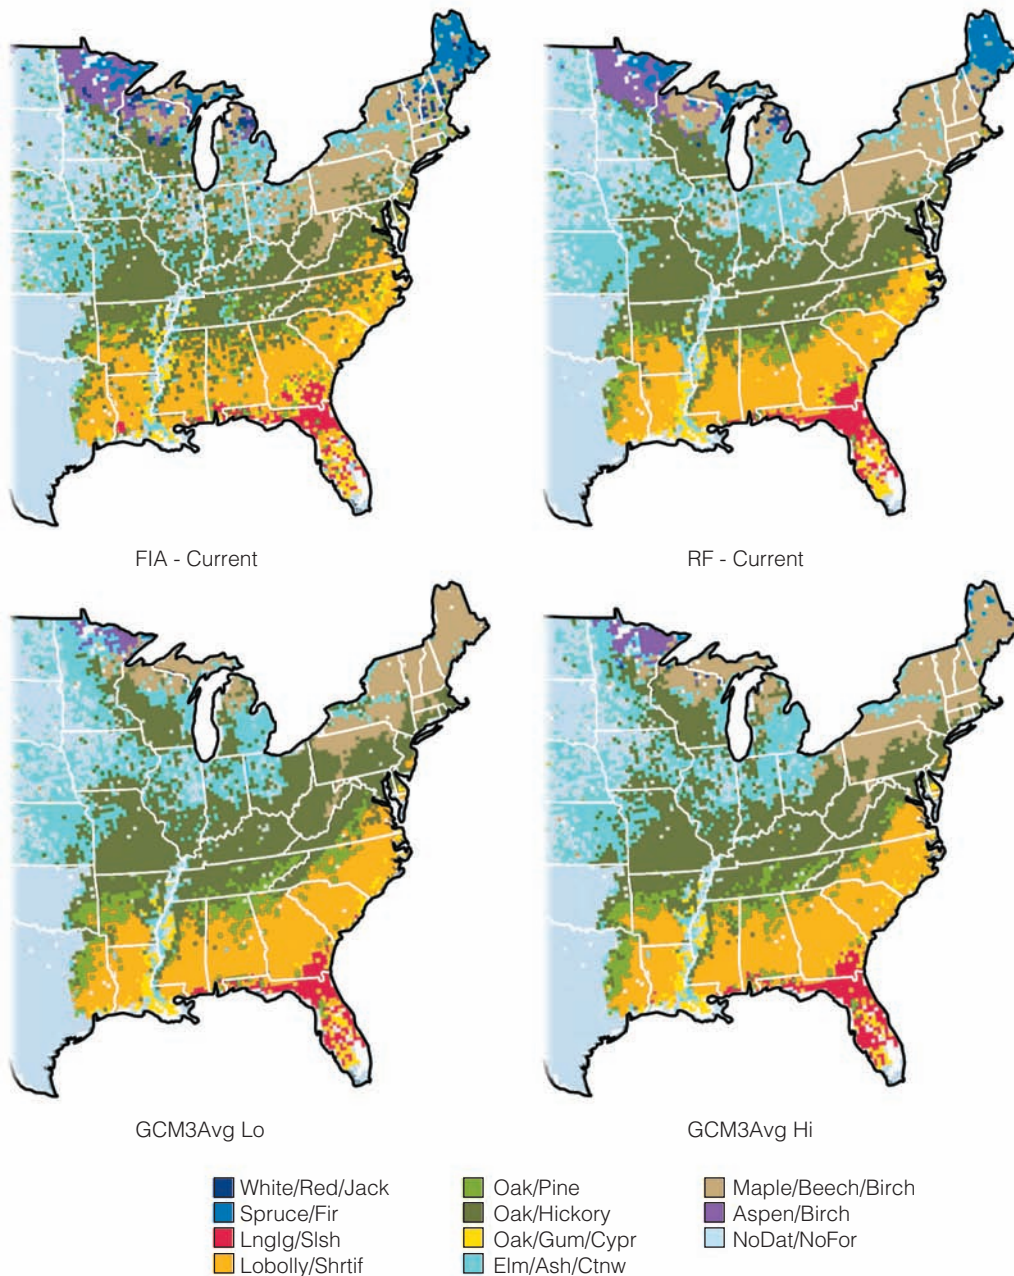 FIA - Current
RF - Current
GCM3Avg Lo
GCM3Avg Hi
White/Red/Jack
Spruce/Fir
Lnglg/Slsh
Lobolly/Shrtif
Oak/Pine
Oak/Hickory
Oak/Gum/Cypr
Elm/Ash/Ctnw
Maple/Beech/Birch
Aspen/Birch
NoDat/NoFor